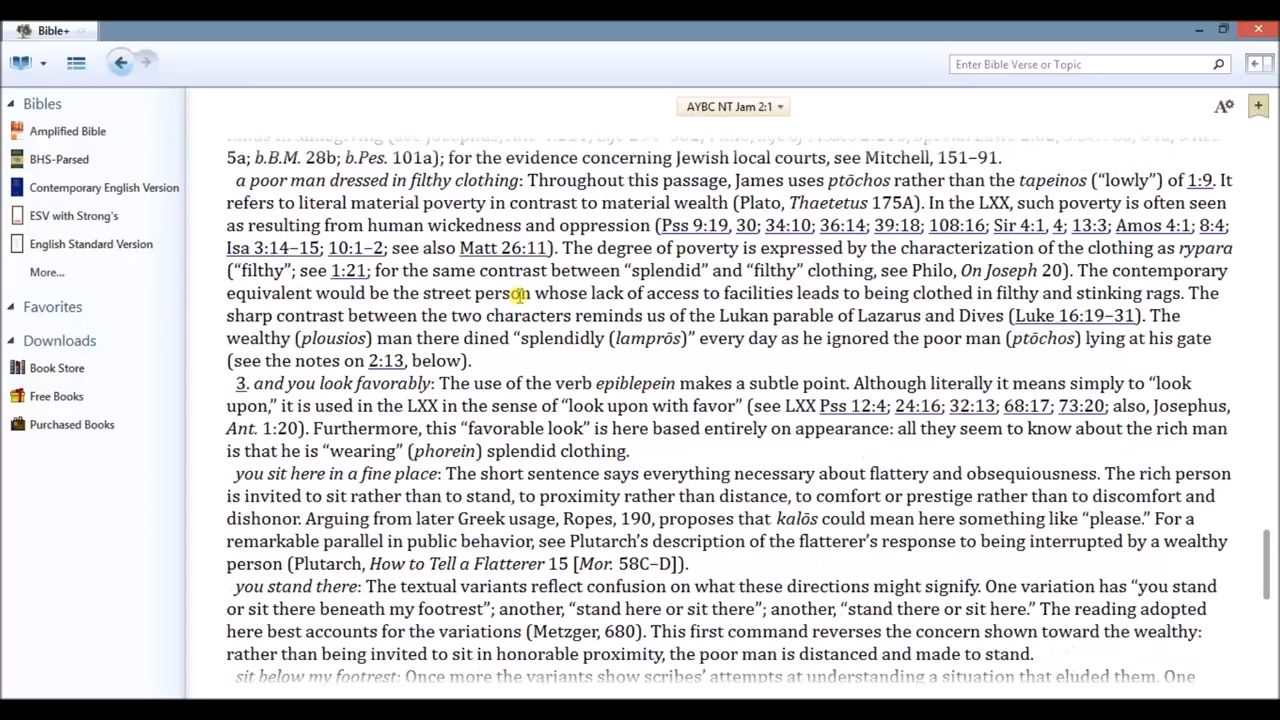 Bible+
Enter Bible Verse or Topic
AYBC NT Jam 2:1
Bibles
Amplified Bible
BHS-Parsed
Contemporary English Version
ESV with Strong's
English Standard Version
More...
Favorites
Downloads
Book Store
Free Books
Purchased Books
5a; b.B.M. 28b; b.Pes. 101a); for the evidence concerning Jewish local courts, see Mitchell, 151–91.
a poor man dressed in filthy clothing: Throughout this passage, James uses ptōchos rather than the tapeinos (“lowly”) of 1:9. It
refers to literal material poverty in contrast to material wealth (Plato, Thaetetus 175A). In the LXX, such poverty is often seen
as resulting from human wickedness and oppression (Pss 9:19, 30; 34:10; 36:14; 39:18; 108:16; Sir 4:1, 4; 13:3; Amos 4:1; 8:4;
Isa 3:14–15; 10:1–2; see also Matt 26:11). The degree of poverty is expressed by the characterization of the clothing as rypara
(“filthy”; see 1:21; for the same contrast between “splendid” and “filthy” clothing, see Philo, On Joseph 20). The contemporary
equivalent would be the street person whose lack of access to facilities leads to being clothed in filthy and stinking rags. The
sharp contrast between the two characters reminds us of the Lukan parable of Lazarus and Dives (Luke 16:19–31). The
wealthy (plousios) man there dined “splendidly (lamprōs)” every day as he ignored the poor man (ptōchos) lying at his gate
(see the notes on 2:13, below).
3. and you look favorably: The use of the verb epiblepein makes a subtle point. Although literally it means simply to “look
upon,” it is used in the LXX in the sense of “look upon with favor” (see LXX Pss 12:4; 24:16; 32:13; 68:17; 73:20; also, Josephus,
Ant. 1:20). Furthermore, this “favorable look” is here based entirely on appearance: all they seem to know about the rich man
is that he is “wearing” (phorein) splendid clothing.
you sit here in a fine place: The short sentence says everything necessary about flattery and obsequiousness. The rich person
is invited to sit rather than to stand, to proximity rather than distance, to comfort or prestige rather than to discomfort and
dishonor. Arguing from later Greek usage, Ropes, 190, proposes that kalōs could mean here something like “please.” For a
remarkable parallel in public behavior, see Plutarch’s description of the flatterer’s response to being interrupted by a wealthy
person (Plutarch, How to Tell a Flatterer 15 [Mor. 58C–D]).
you stand there: The textual variants reflect confusion on what these directions might signify. One variation has “you stand
or sit there beneath my footrest”; another, “stand here or sit there”; another, “stand there or sit here.” The reading adopted
here best accounts for the variations (Metzger, 680). This first command reverses the concern shown toward the wealthy:
rather than being invited to sit in honorable proximity, the poor man is distanced and made to stand.
sit below my footrest: Once more the variants show scribes’ attempts at understanding a situation that eluded them. One